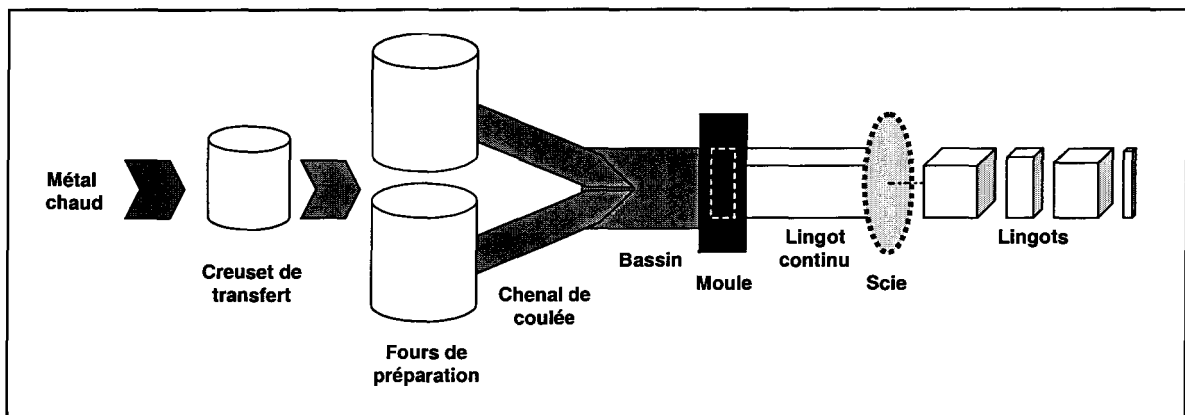 Métal
chaud
Creuset de
transfert
Fours de
préparation
Chenal de
coulée
Bassin
Moule
Lingot
continu
Scie
Lingots